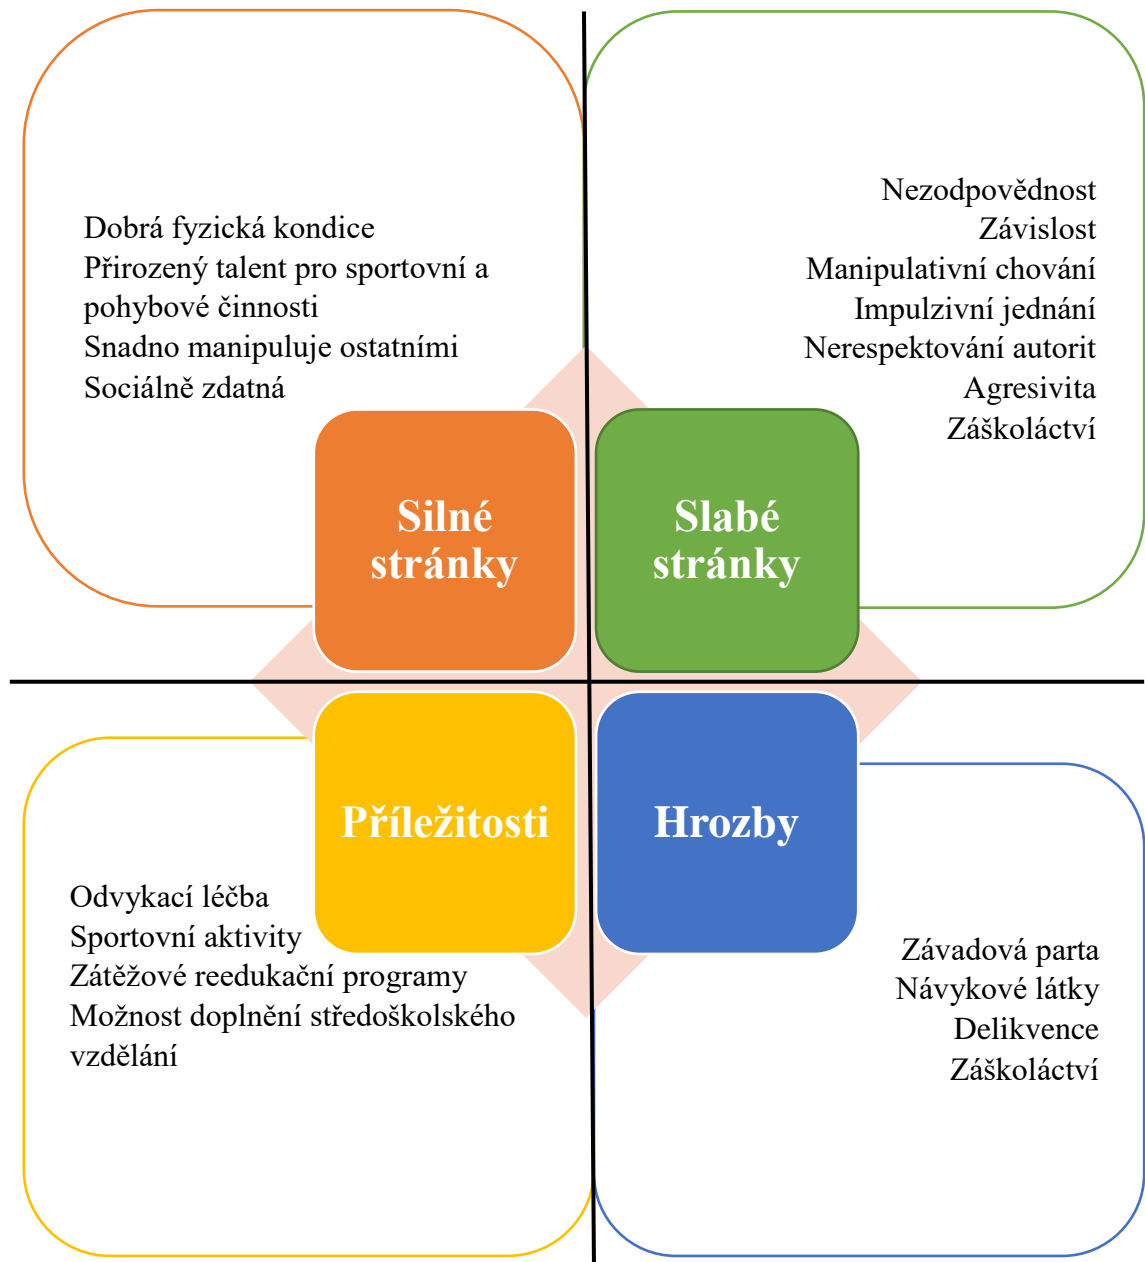 Dobrá fyzická kondice
Přirozený talent pro sportovní a
pohybové činnosti
Snadno manipuluje ostatními
Sociálně zdatná
Nezodpovědnost
Závislost
Manipulativní chování
Impulzivní jednání
Nerespektování autorit
Agresivita
Záškoláctví
Silné
stránky
Slabé
stránky
Příležitosti
Hrozby
Odvykací léčba
Sportovní aktivity
Zátěžové reedukační programy
Možnost doplnění středoškolského
vzdělání
Závadová parta
Návykové látky
Delikvence
Záškoláctví